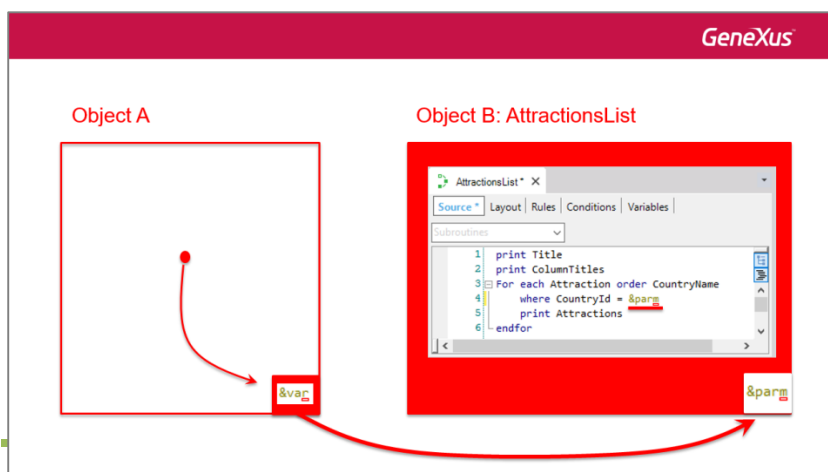 GeneXus
Object A
Object B: AttractionsList
AttractionsList* X
Source * Layout Rules Conditions Variables
Subroutines
1 print Title
2 print ColumnTitles
3 For each Attraction order CountryName
4 where CountryId = &parm
5 print Attractions
6 endfor
&var
&parm